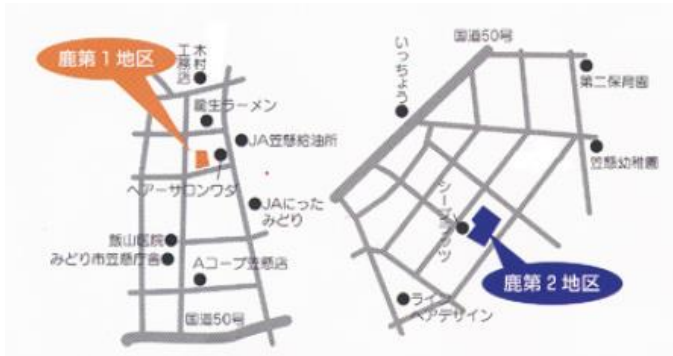 鹿第1地区
木村
工務店
龍生ラーメン
JA笠懸給油所
ヘアーサロンワダ
JAにった
みどり
飯山医院
みどり市笠懸庁舎
Aコープ笠懸店
国道50号
国道50号
いっちょう
第二保育園
笠懸幼稚園
鹿第2地区
ヘアデザイン